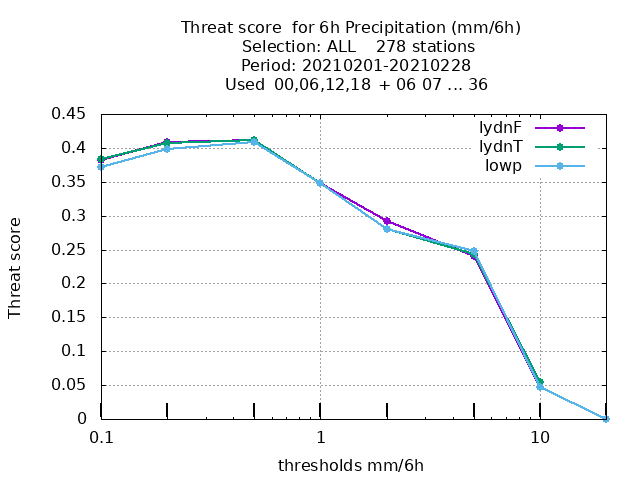 Threat score  for 6h Precipitation (mm/6h)
Selection: ALL    278 stations
Period: 20210201-20210228
Used  00,06,12,18  + 06 07 ... 36
0.45
0.4
0.35
0.3
0.25
0.2
0.15
0.1
0.05
0
Threat score
lydnF
lydnT
lowp
0.1
1
10
thresholds mm/6h